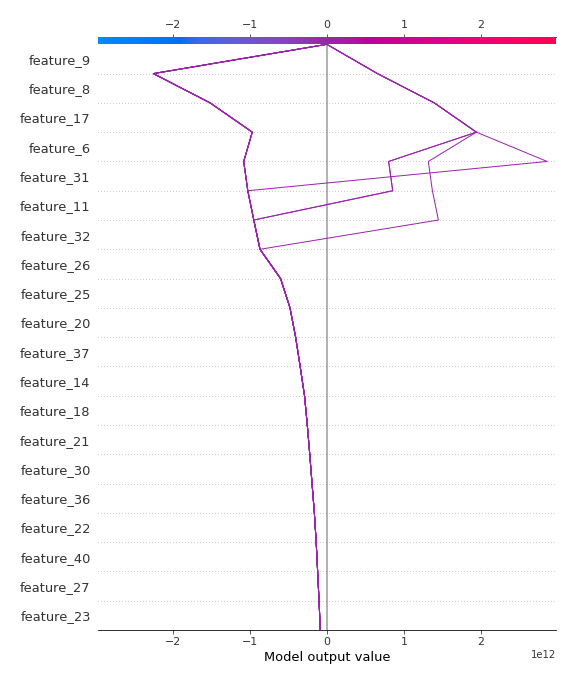 −2 −1 0 1 2
feature_9
feature_8
feature_17
feature_6
feature_31
feature_11
feature_32
feature_26
feature_25
feature_20
feature_37
feature_14
feature_18
feature_21
feature_30
feature_36
feature_22
feature_40
feature_27
feature_23
−2 −1 0 1 2
1e12
Model output value